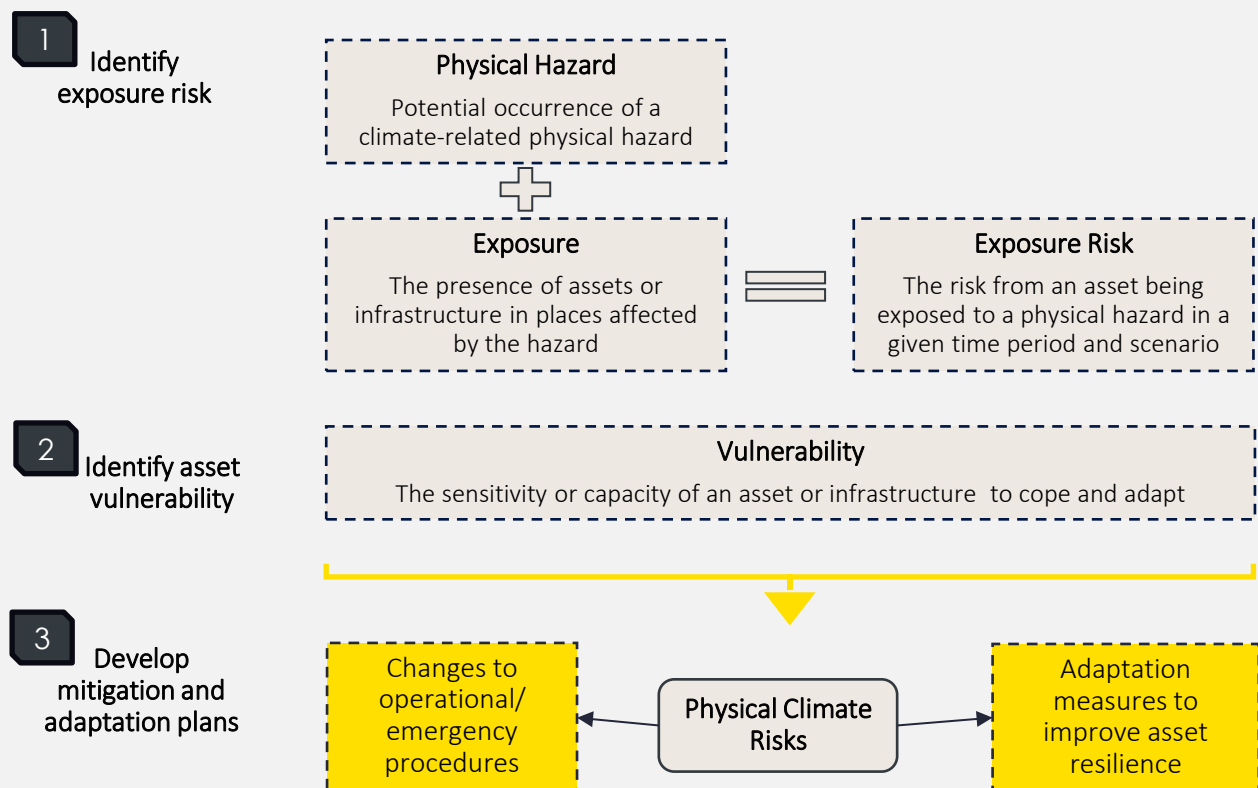 1
Identify
exposure risk
Physical Hazard
Potential occurrence of a
climate-related physical hazard
Exposure
The presence of assets or
infrastructure in places affected
by the hazard
Exposure Risk
The risk from an asset being
exposed to a physical hazard in a
given time period and scenario
2
Identify asset
vulnerability
Vulnerability
The sensitivity or capacity of an asset or infrastructure  to cope and adapt
3
Develop
mitigation and
adaptation plans
Changes to
operational/
emergency
procedures
Physical Climate
Risks
Adaptation
measures to
improve asset
resilience